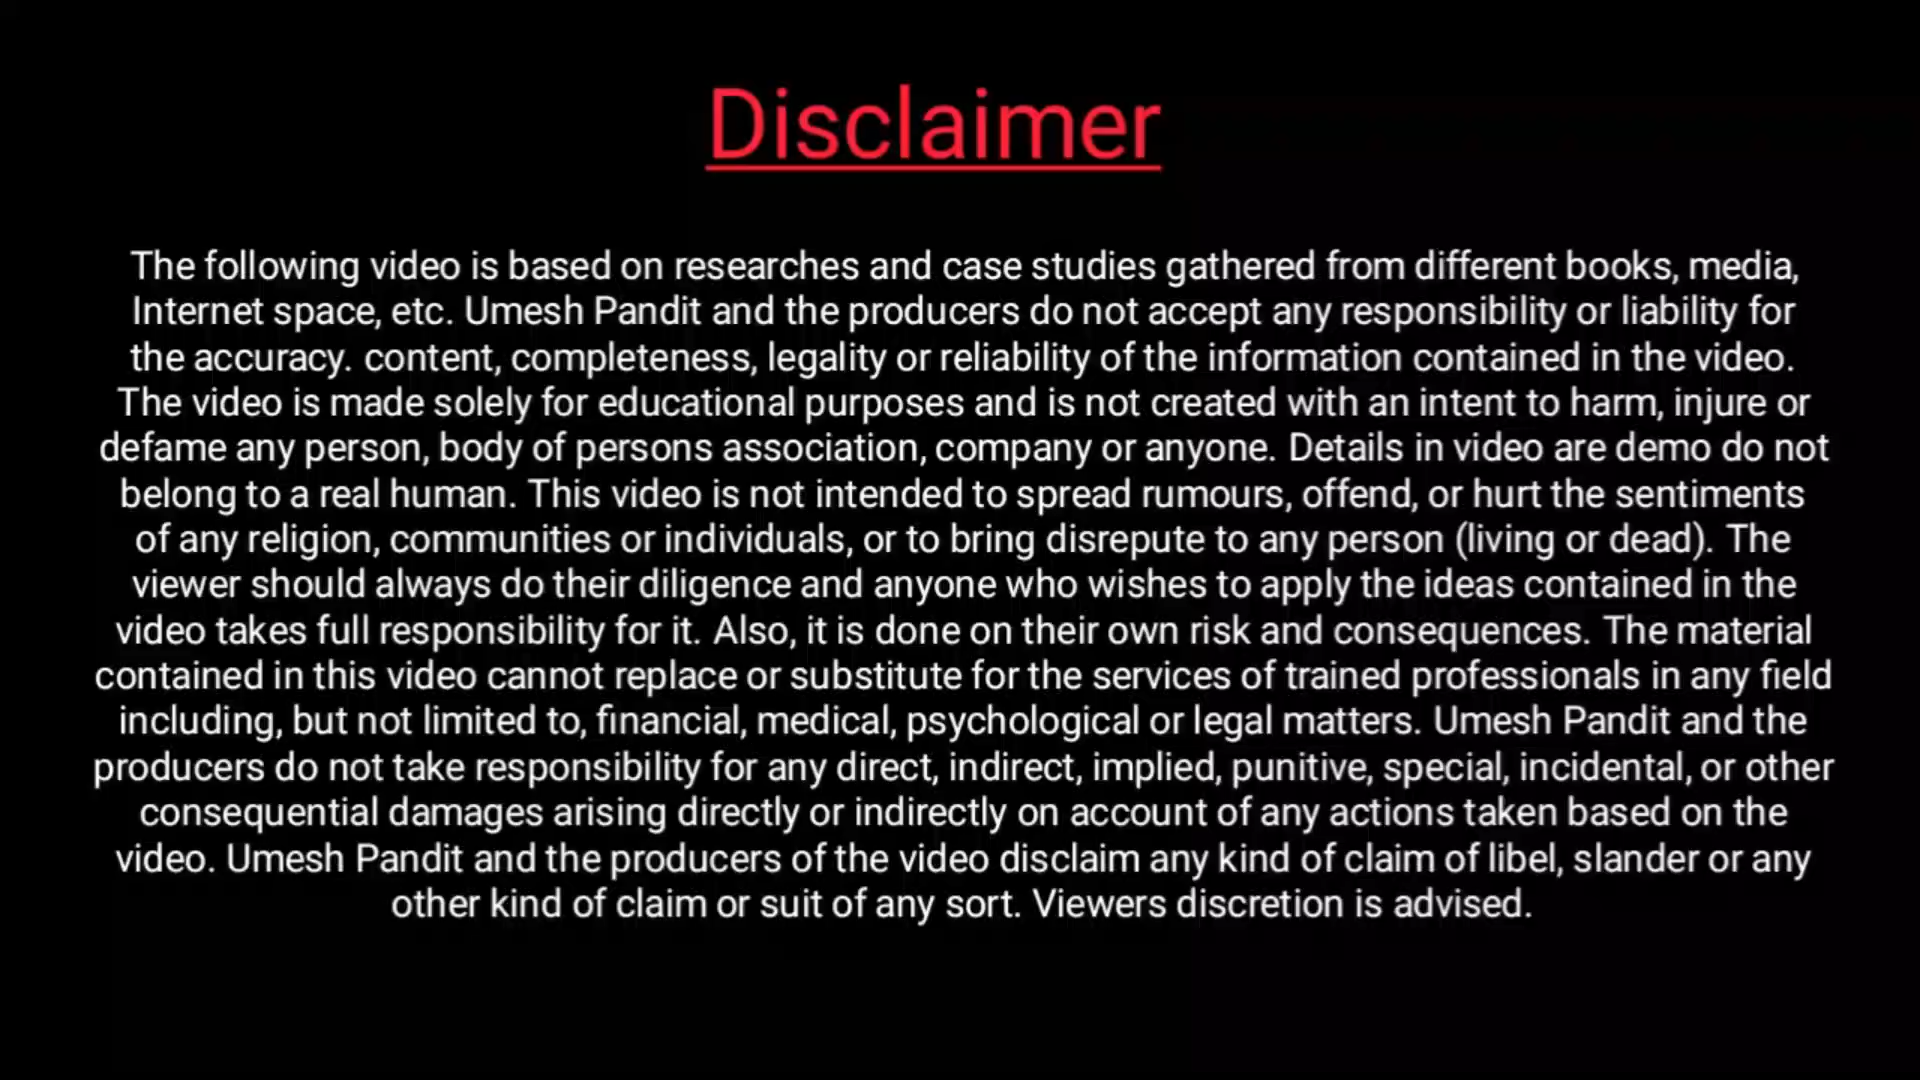 Disclaimer
The following video is based on researches and case studies gathered from different books, media,
Internet space, etc. Umesh Pandit and the producers do not accept any responsibility or liability for
the accuracy. content, completeness, legality or reliability of the information contained in the video.
The video is made solely for educational purposes and is not created with an intent to harm, injure or
defame any person, body of persons association, company or anyone. Details in video are demo do not
belong to a real human. This video is not intended to spread rumours, offend, or hurt the sentiments
of any religion, communities or individuals, or to bring disrepute to any person (living or dead). The
viewer should always do their diligence and anyone who wishes to apply the ideas contained in the
video takes full responsibility for it. Also, it is done on their own risk and consequences. The material
contained in this video cannot replace or substitute for the services of trained professionals in any field
including, but not limited to, financial, medical, psychological or legal matters. Umesh Pandit and the
producers do not take responsibility for any direct, indirect, implied, punitive, special, incidental, or other
consequential damages arising directly or indirectly on account of any actions taken based on the
video. Umesh Pandit and the producers of the video disclaim any kind of claim of libel, slander or any
other kind of claim or suit of any sort. Viewers discretion is advised.